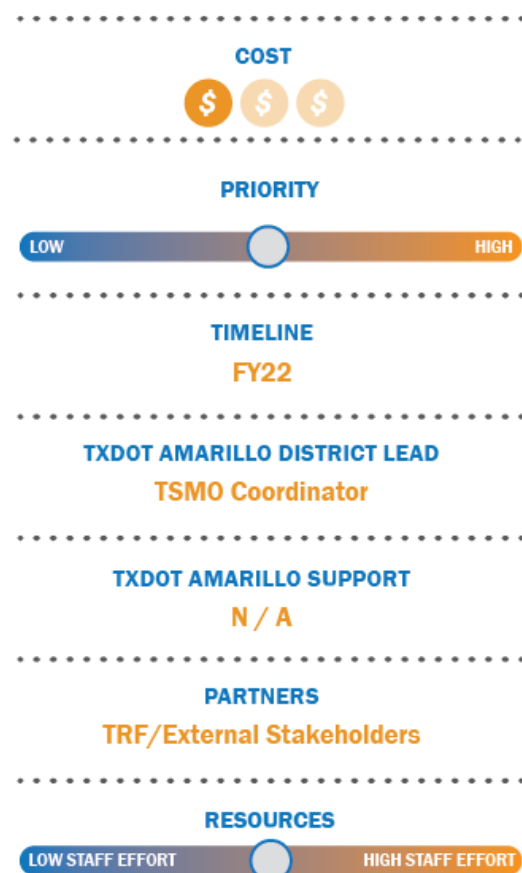 COST
$ $ $
PRIORITY
LOW HIGH
TIMELINE
FY22
TXDOT AMARILLO DISTRICT LEAD
TSMO Coordinator
TXDOT AMARILLO SUPPORT
N / A
PARTNERS
TRF/External Stakeholders
RESOURCES
LOW STAFF EFFORT HIGH STAFF EFFORT